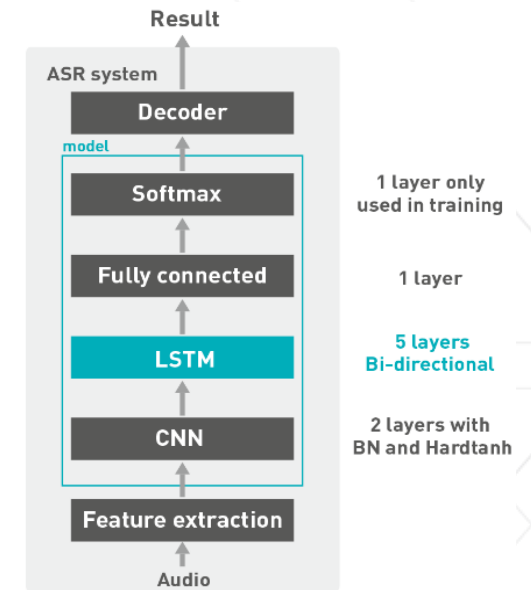 Result
ASR system
Decoder
model
Softmax
1 layer only
used in training
Fully connected
1 layer
LSTM
5 layers
Bi-directional
CNN
2 layers with
BN and Hardtanh
Feature extraction
Audio